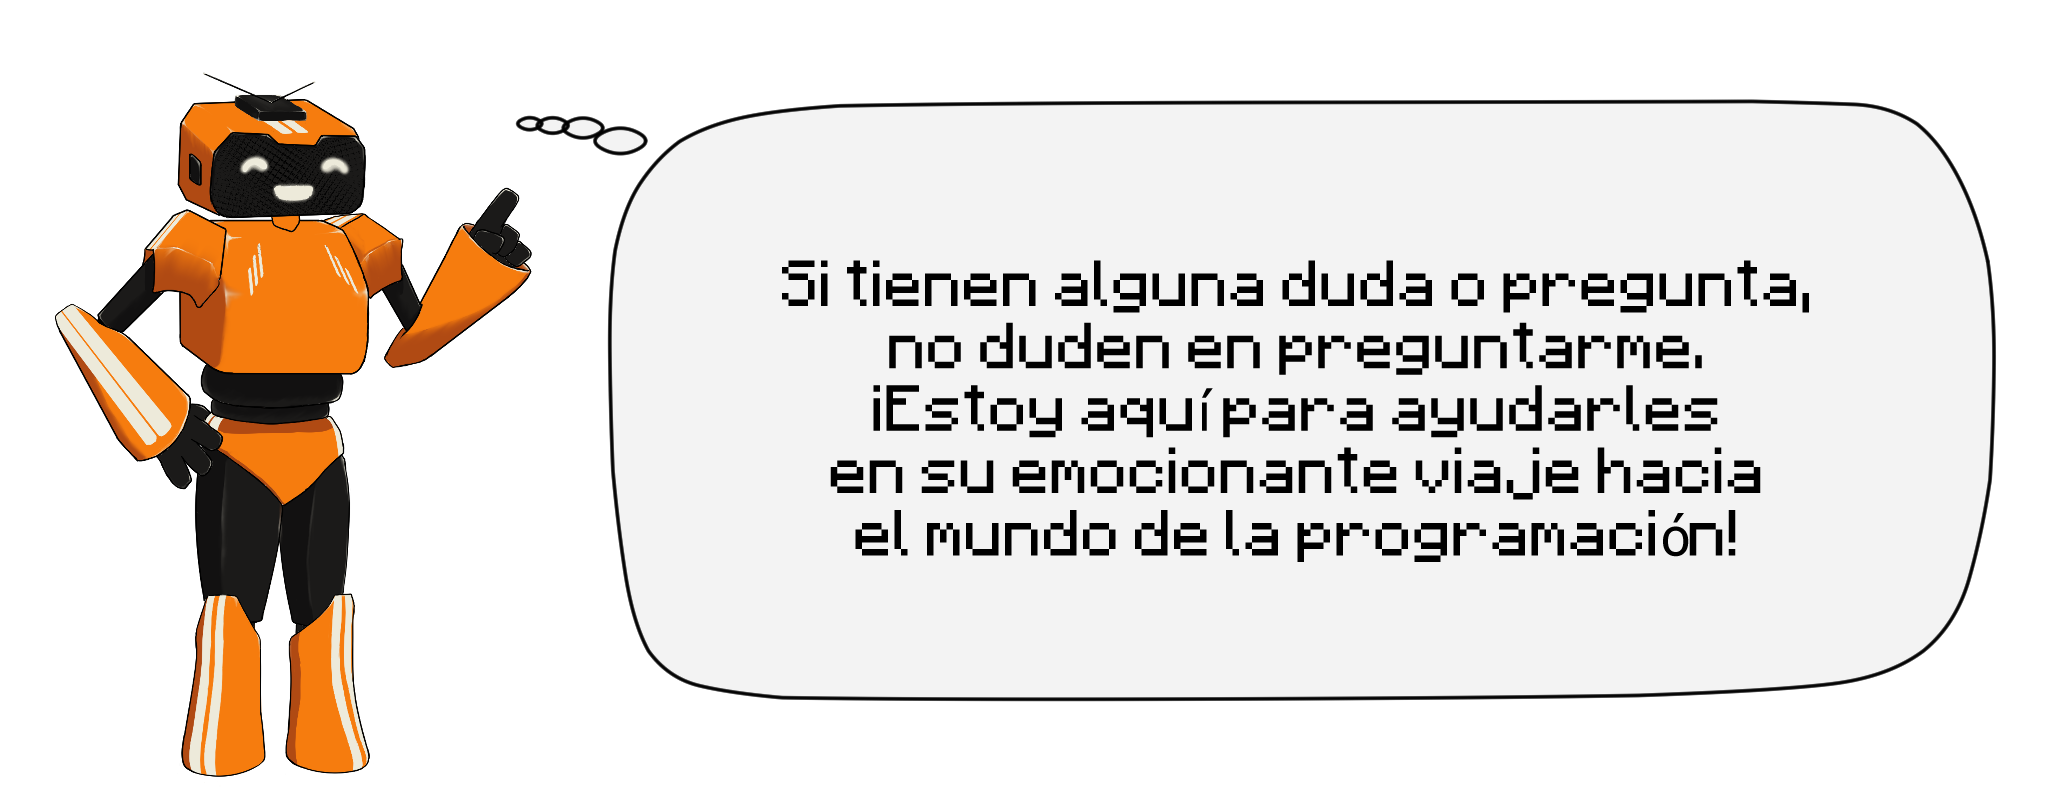 Si tienen alguna duda o pregunta,
no duden en preguntarme.
¡Estoy aquí para ayudarles
en su emocionante viaje hacia
el mundo de la programación!